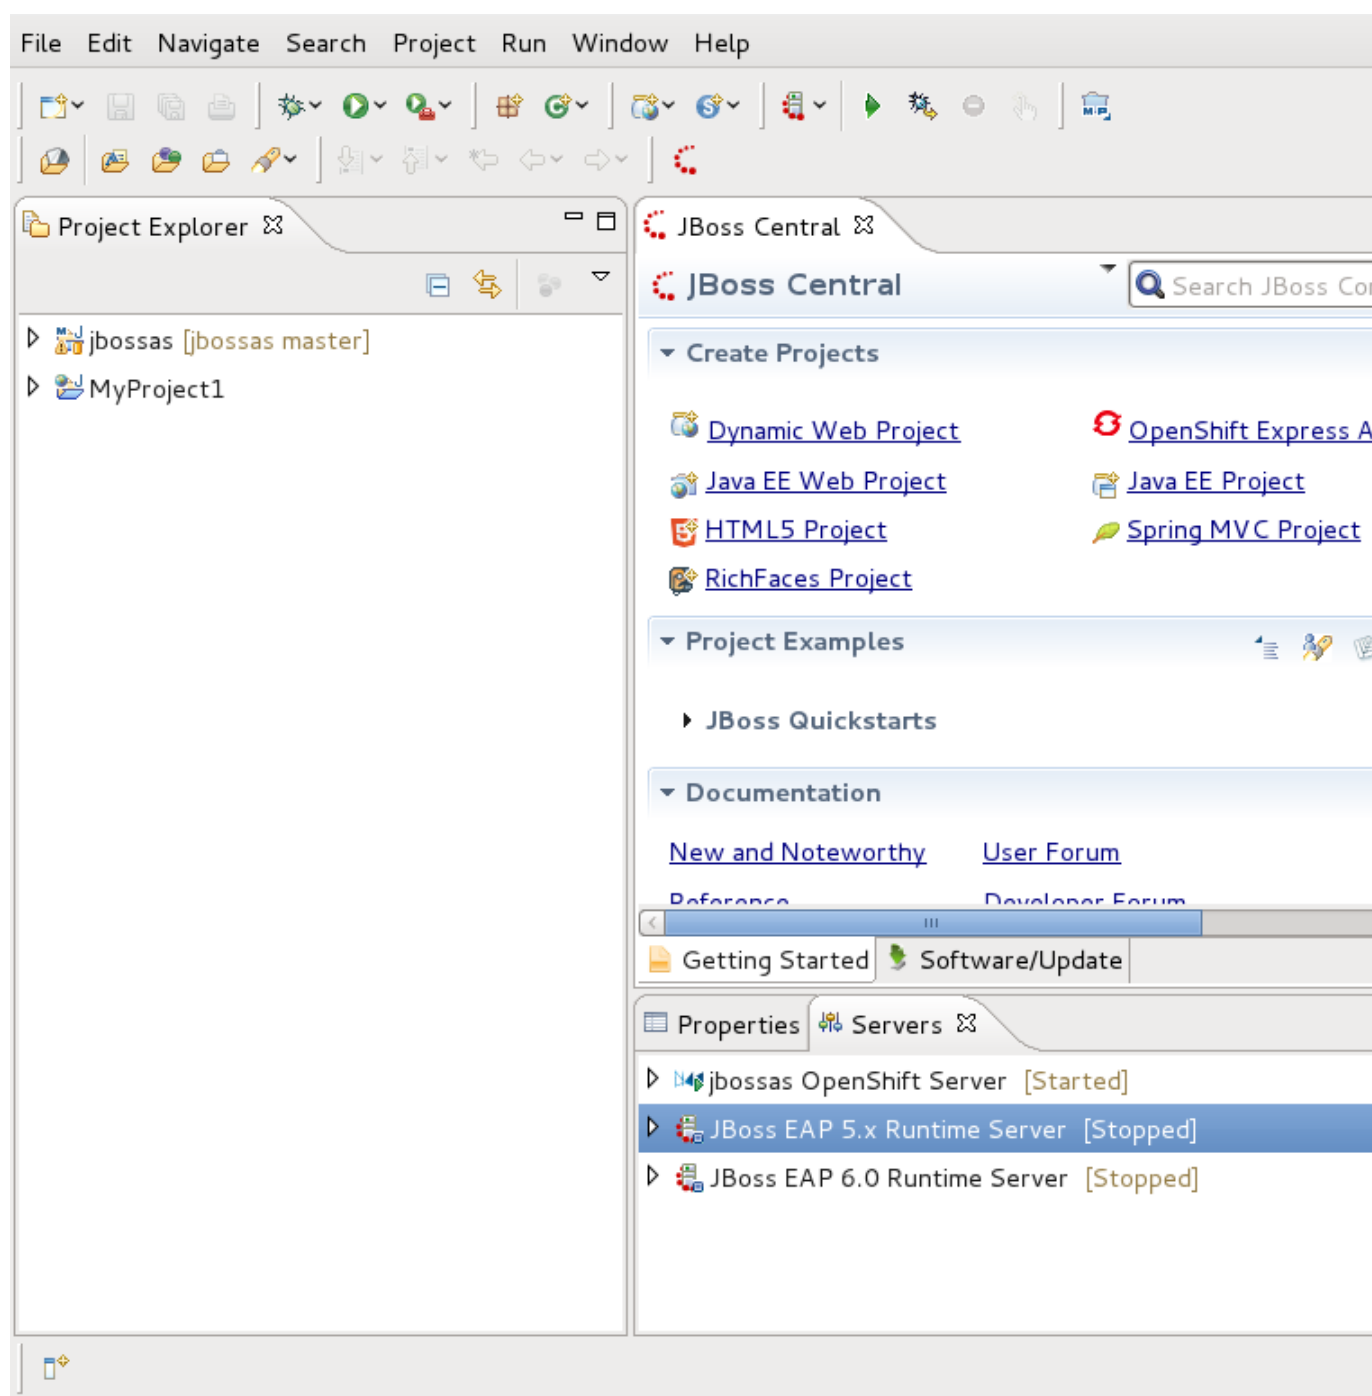 File Edit Navigate Search Project Run Window Help
Project Explorer
jbossas [jbossas master]
MyProject1
JBoss Central
JBoss Central
Search JBoss
Create Projects
Dynamic Web Project
OpenShift Express
Java EE Web Project
Java EE Project
HTML5 Project
Spring MVC Project
RichFaces Project
Project Examples
JBoss Quickstarts
Documentation
New and Noteworthy
User Forum
Reference
Developer Forum
Getting Started
Software/Update
Properties
Servers
jbossas OpenShift Server [Started]
JBoss EAP 5.x Runtime Server [Stopped]
JBoss EAP 6.0 Runtime Server [Stopped]